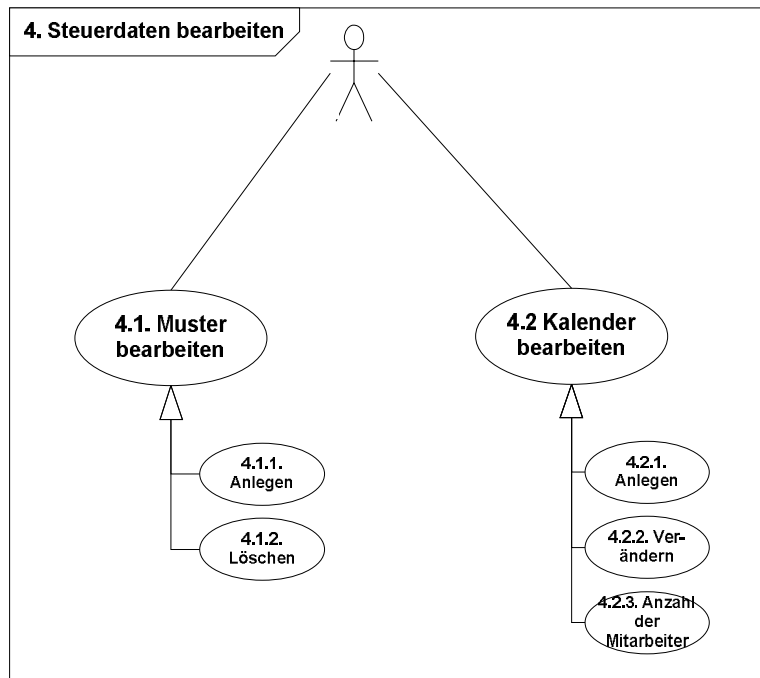 4. Steuerdaten bearbeiten
4.1. Muster
bearbeiten
4.2 Kalender
bearbeiten
4.1.1.
Anlegen
4.1.2.
Löschen
4.2.1.
Anlegen
4.2.2. Ver-
ändern
4.2.3. Anzahl
der
Mitarbeiter